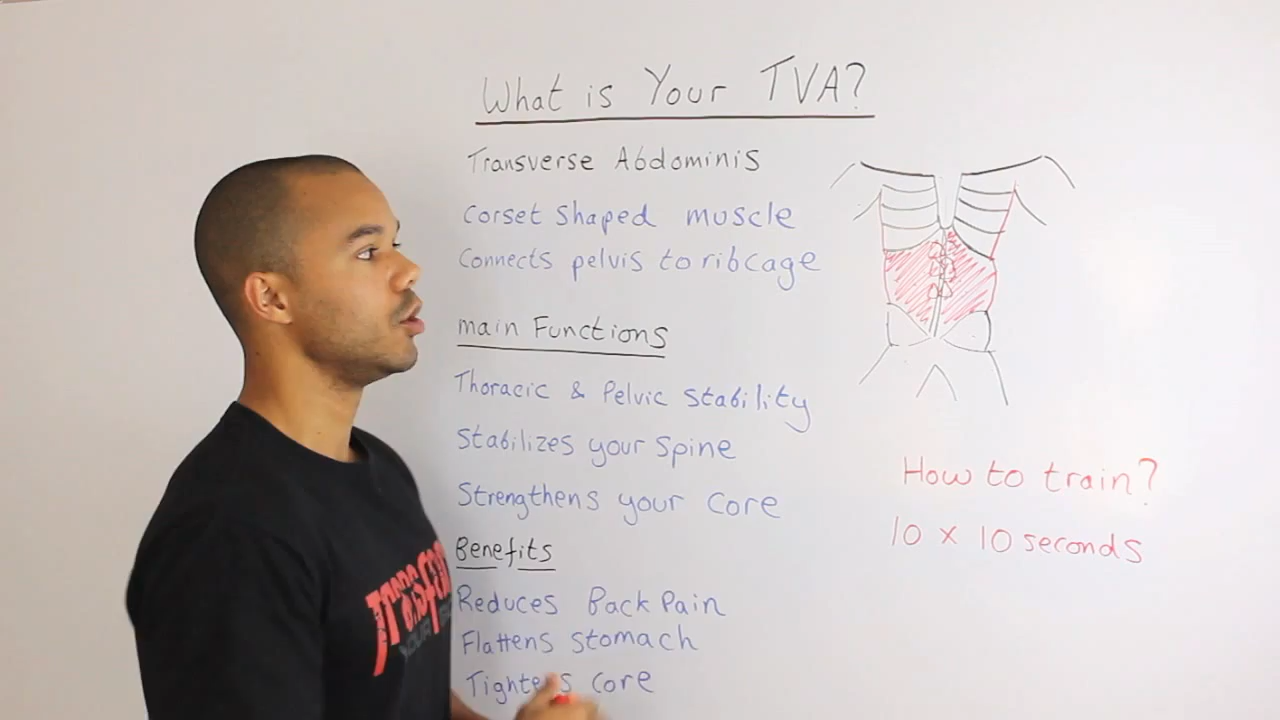 What is Your TVA?
Transverse Abdominis
Corset Shaped muscle
Connects pelvis to ribcage
main Functions
Thoracic & Pelvic Stability
Stabilizes your Spine
Strengthens your Core
Benefits
Reduces Back Pain
Flattens Stomach
Tightens Core
How to train?
10 x 10 seconds